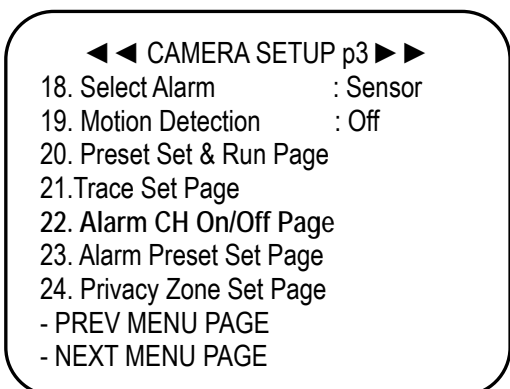 ◄◄ CAMERA SETUP p3 ►►
18. Select Alarm : Sensor
19. Motion Detection : Off
20. Preset Set & Run Page
21.Trace Set Page
22. Alarm CH On/Off Page
23. Alarm Preset Set Page
24. Privacy Zone Set Page
- PREV MENU PAGE
- NEXT MENU PAGE